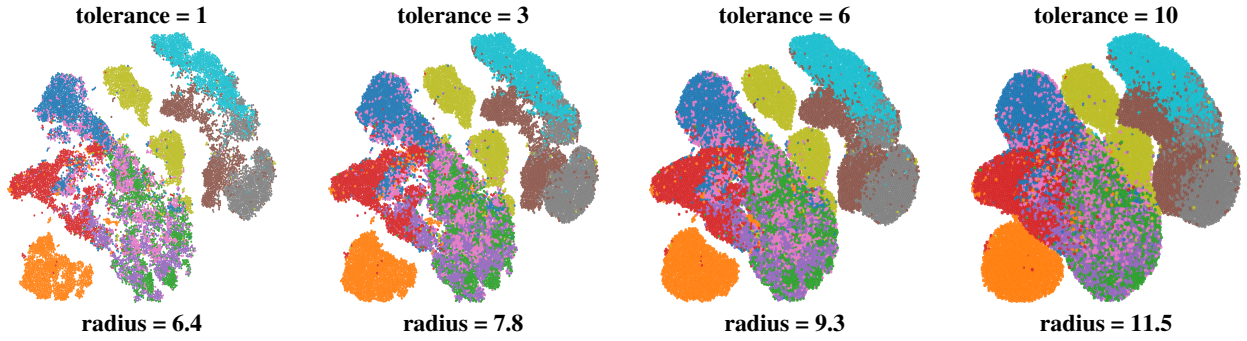 tolerance = 1
tolerance = 3
tolerance = 6
tolerance = 10
radius = 6.4
radius = 7.8
radius = 9.3
radius = 11.5